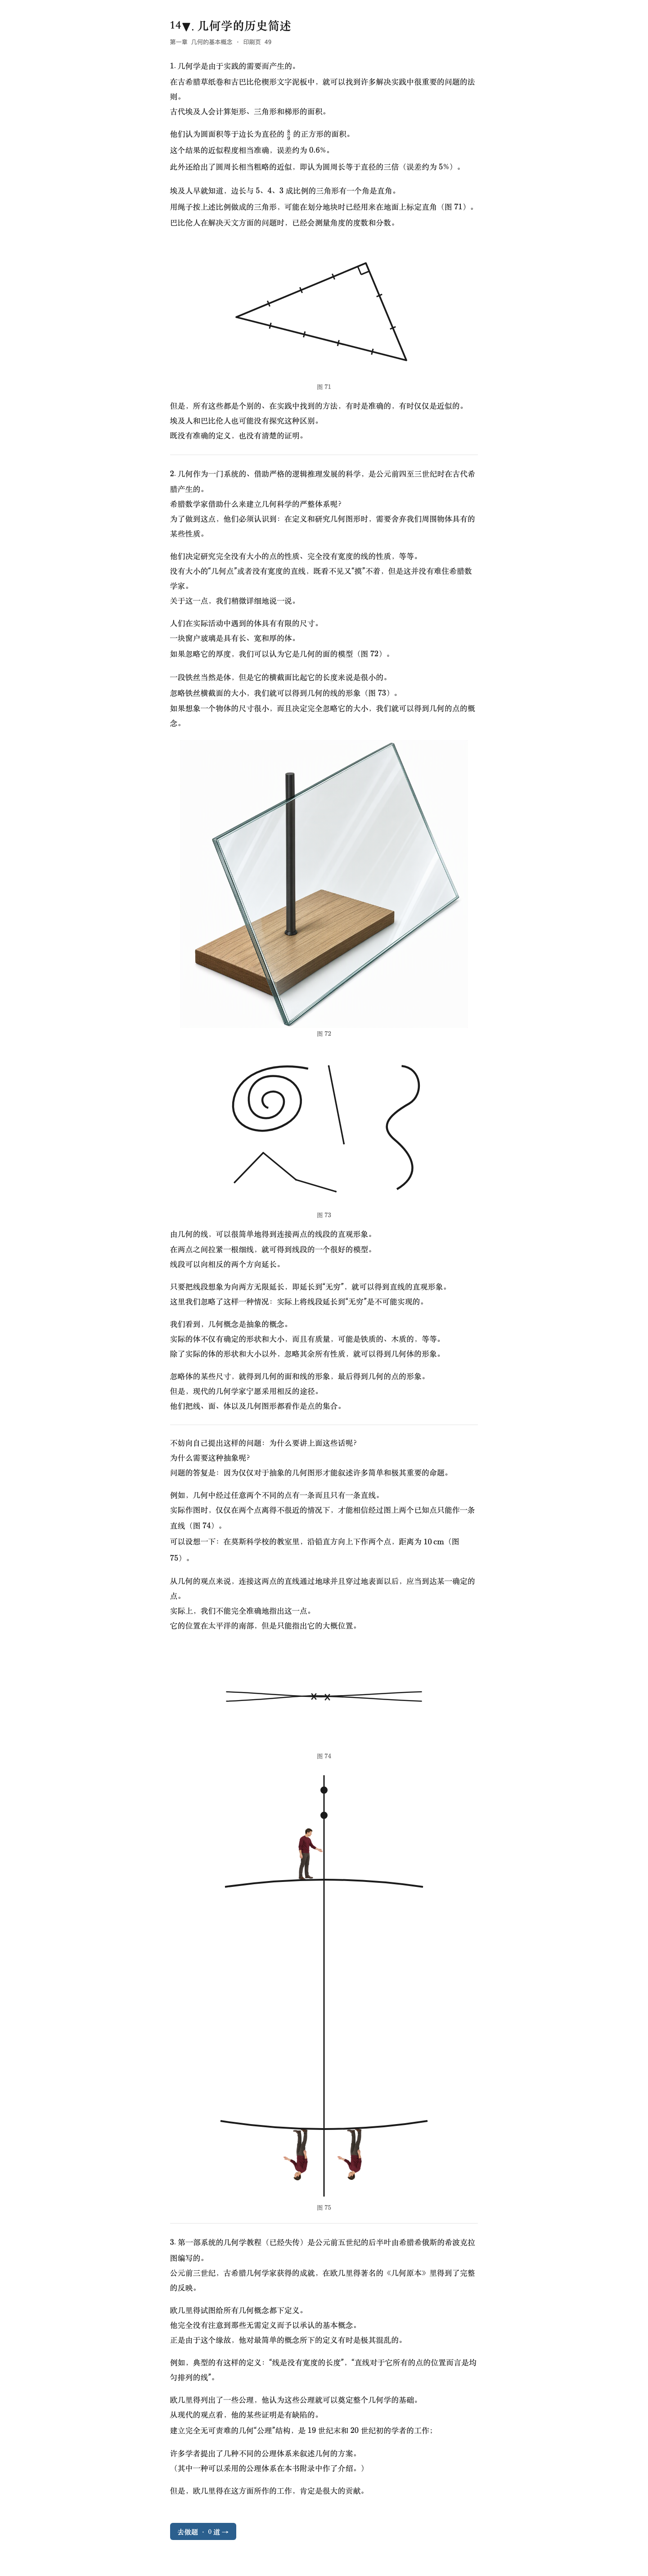 14▼. 几何学的历史简述
第一章 几何的基本概念 · 印刷页 49
1. 几何学是由于实践的需要而产生的。
在古希腊草纸卷和古巴比伦楔形文字泥板中，就可以找到许多解决实践中很重要的问题的法
则。
古代埃及人会计算矩形、三角形和梯形的面积。
他们认为圆面积等于边长为直径的 8/9 的正方形的面积。
这个结果的近似程度相当准确，误差约为 0.6%。
此外还给出了圆周长相当粗略的近似，即认为圆周长等于直径的三倍（误差约为 5%）。
埃及人早就知道，边长与 5、4、3 成比例的三角形有一个角是直角。
用绳子按上述比例做成的三角形，可能在划分地块时已经用来在地面上标定直角（图 71）。
巴比伦人在解决天文方面的问题时，已经会测量角度的度数和分数。
图 71
但是，所有这些都是个别的、在实践中找到的方法，有时是准确的，有时仅仅是近似的。
埃及人和巴比伦人也可能没有探究这种区别。
既没有准确的定义，也没有清楚的证明。
2. 几何作为一门系统的、借助严格的逻辑推理发展的科学，是公元前四至三世纪时在古代希
腊产生的。
希腊数学家借助什么来建立几何科学的严整体系呢？
为了做到这点，他们必须认识到：在定义和研究几何图形时，需要舍弃我们周围物体具有的
某些性质。
他们决定研究完全没有大小的点的性质、完全没有宽度的线的性质，等等。
没有大小的“几何点”或者没有宽度的直线，既看不见又“摸”不着，但是这并没有难住希腊数
学家。
关于这一点，我们稍微详细地说一说。
人们在实际活动中遇到的体具有有限的尺寸。
一块窗户玻璃是具有长、宽和厚的体。
如果忽略它的厚度，我们可以认为它是几何的面的模型（图 72）。
一段铁丝当然是体，但是它的横截面比起它的长度来说是很小的。
忽略铁丝横截面的大小，我们就可以得到几何的线的形象（图 73）。
如果想象一个物体的尺寸很小，而且决定完全忽略它的大小，我们就可以得到几何的点的概
念。
图 72
图 73
由几何的线，可以很简单地得到连接两点的线段的直观形象。
在两点之间拉紧一根细线，就可得到线段的一个很好的模型。
线段可以向相反的两个方向延长。
只要把线段想象为向两方无限延长，即延长到“无穷”，就可以得到直线的直观形象。
这里我们忽略了这样一种情况：实际上将线段延长到“无穷”是不可能实现的。
我们看到，几何概念是抽象的概念。
实际的体不仅有确定的形状和大小，而且有质量，可能是铁质的、木质的，等等。
除了实际的体的形状和大小以外，忽略其余所有性质，就可以得到几何体的形象。
忽略体的某些尺寸，就得到几何的面和线的形象，最后得到几何的点的形象。
但是，现代的几何学家宁愿采用相反的途径。
他们把线、面、体以及几何图形都看作是点的集合。
不妨向自己提出这样的问题：为什么要讲上面这些话呢？
为什么需要这种抽象呢？
问题的答复是：因为仅仅对于抽象的几何图形才能叙述许多简单和极其重要的命题。
例如，几何中经过任意两个不同的点有一条而且只有一条直线。
实际作图时，仅仅在两个点离得不很近的情况下，才能相信经过图上两个已知点只能作一条
直线（图 74）。
可以设想一下：在莫斯科学校的教室里，沿铅直方向上下作两个点，距离为 10 cm（图
75）。
从几何的观点来说，连接这两点的直线通过地球并且穿过地表面以后，应当到达某一确定的
点。
实际上，我们不能完全准确地指出这一点。
它的位置在太平洋的南部，但是只能指出它的大概位置。
图 74
图 75
3. 第一部系统的几何学教程（已经失传）是公元前五世纪的后半叶由希腊希俄斯的希波克拉
图编写的。
公元前三世纪，古希腊几何学家获得的成就，在欧几里得著名的《几何原本》里得到了完整
的反映。
欧几里得试图给所有几何概念都下定义。
他完全没有注意到那些无需定义而予以承认的基本概念。
正是由于这个缘故，他对最简单的概念所下的定义有时是极其混乱的。
例如，典型的有这样的定义：“线是没有宽度的长度”，“直线对于它所有的点的位置而言是均
匀排列的线”。
欧几里得列出了一些公理，他认为这些公理就可以奠定整个几何学的基础。
从现代的观点看，他的某些证明是有缺陷的。
建立完全无可责难的几何“公理”结构，是 19 世纪末和 20 世纪初的学者的工作；
许多学者提出了几种不同的公理体系来叙述几何的方案。
（其中一种可以采用的公理体系在本书附录中作了介绍。）
但是，欧几里得在这方面所作的工作，肯定是很大的贡献。
去做题 · 0 道 →